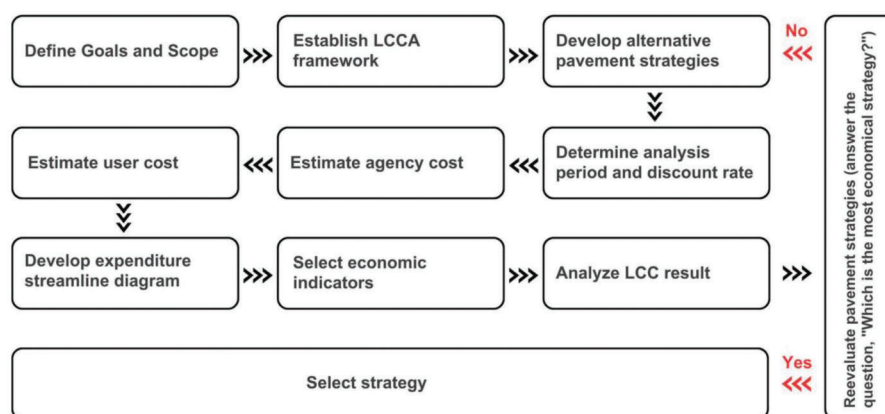 Define Goals and Scope
Establish LCCA
framework
Develop alternative
pavement strategies
No
Estimate user cost
Estimate agency cost
Determine analysis
period and discount rate
Develop expenditure
streamline diagram
Select economic
indicators
Analyze LCC result
Reevaluate pavement strategies (answer the
question, "Which is the most economical strategy?")
Yes
Select strategy